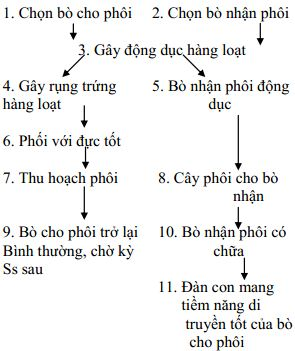 1. Chọn bò cho phôi
2. Chọn bò nhận phôi
3. Gây động dục hàng loạt
4. Gây rụng trứng
hàng loạt
5. Bò nhận phôi động
dục
6. Phối với đực tốt
7. Thu hoạch phôi
8. Cây phôi cho bò
nhận
9. Bò cho phôi trở lại
Bình thường, chờ kỳ
Ss sau
10. Bò nhận phôi có
chữa
11. Đàn con mang
tiềm năng di
truyền tốt của bò
cho phôi